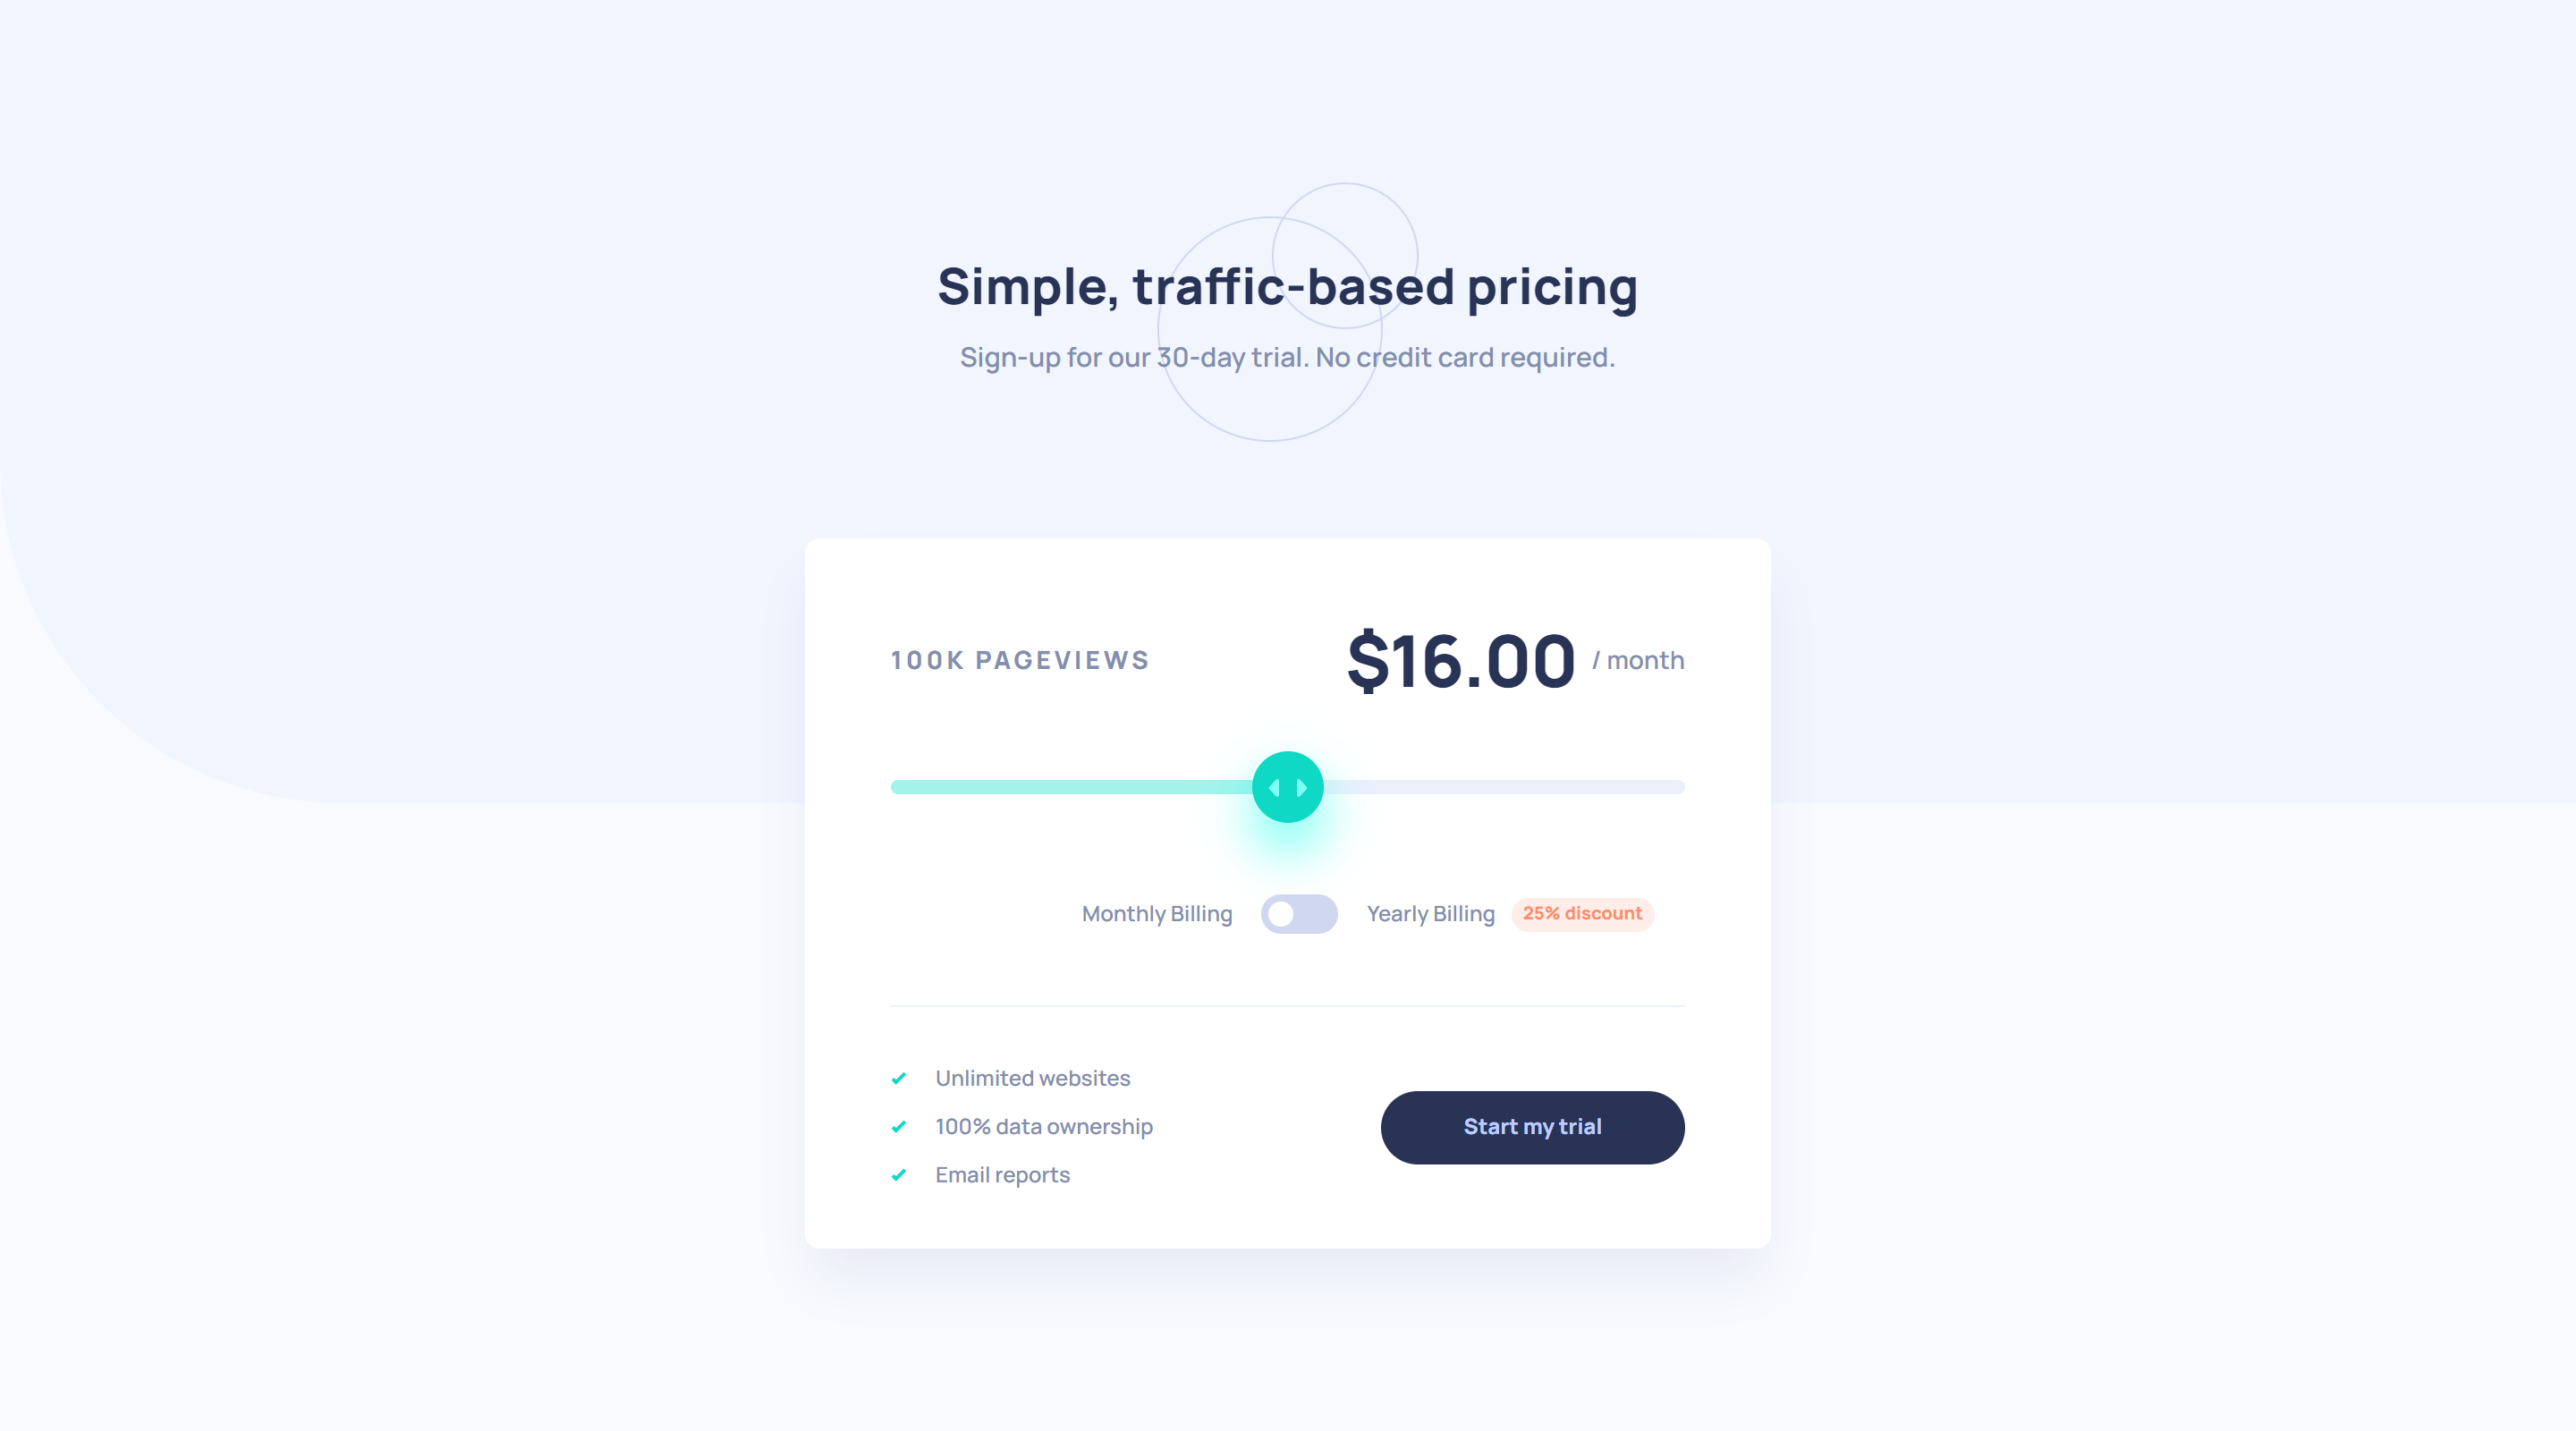 Simple, traffic-based pricing
Sign-up for our 30-day trial. No credit card required.
100K PAGEVIEWS
$16.00 / month
Monthly Billing
Yearly Billing
25% discount
Unlimited websites
100% data ownership
Email reports
Start my trial